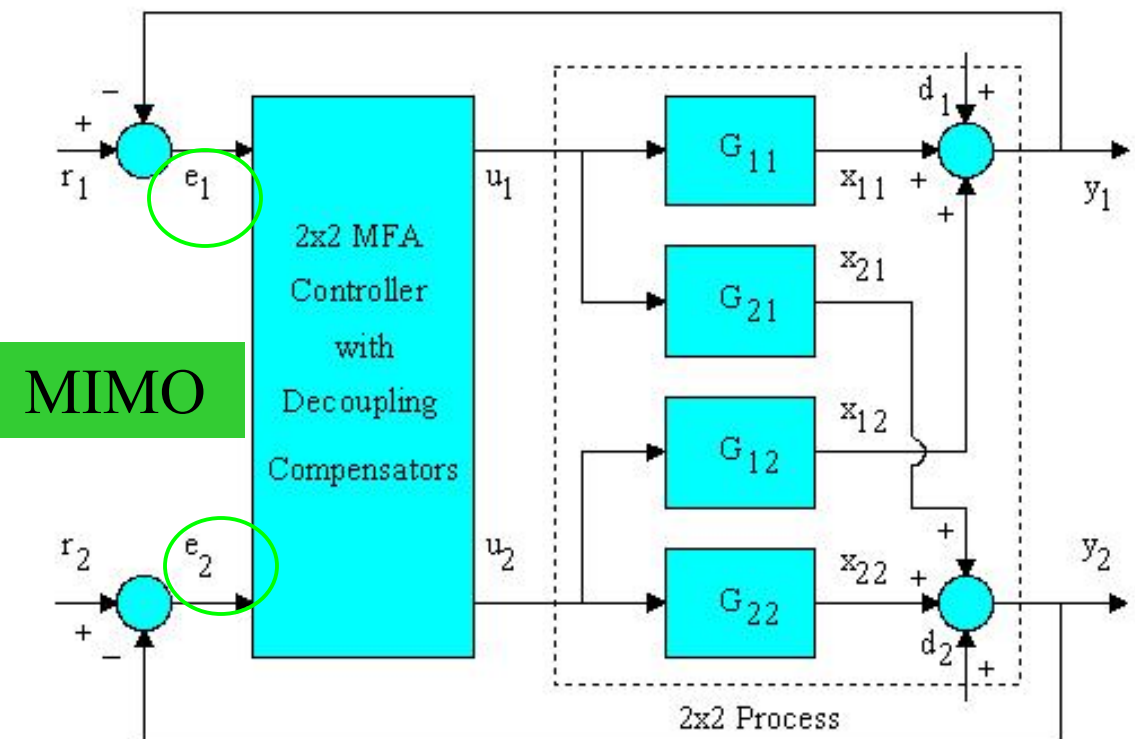 −
d₁ +
+
r₁
e₁
u₁
G₁₁
x₁₁ +
+
y₁
2x2 MFA
Controller
with
Decoupling
Compensators
x₂₁
G₂₁
MIMO
x₁₂
G₁₂
r₂
e₂
u₂
+
y₂
x₂₂ +
G₂₂
+
−
d₂
+
2x2 Process